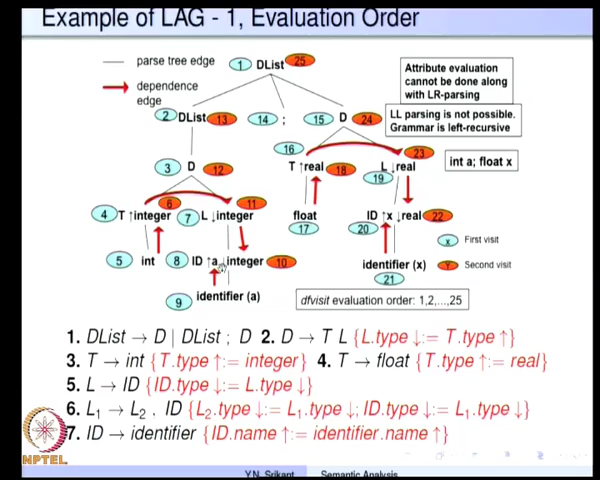 Example of LAG - 1, Evaluation Order
parse tree edge
dependence
edge
1 DList 25
Attribute evaluation
cannot be done along
with LR-parsing
2 DList 13
14 ;
15 D 24
LL parsing is not possible.
Grammar is left-recursive
3 D 12
16
T ↑real 18
23
L ↓real
19
int a; float x
6
11
4 T ↑integer
7 L ↓integer
float
17
ID ↑x ↓real 22
20
5 int
8 ID ↑a ↓integer 10
identifier (x)
21
x First visit
Y Second visit
9 identifier (a)
dfvisit evaluation order: 1,2,...,25
1. DList → D | DList ; D 2. D → T L {L.type ↓:= T.type ↑}
3. T → int {T.type ↑:= integer} 4. T → float {T.type ↑:= real}
5. L → ID {ID.type ↓:= L.type ↓}
6. L₁ → L₂ , ID {L₂.type ↓:= L₁.type ↓; ID.type ↓:= L₁.type ↓}
7. ID → identifier {ID.name ↑:= identifier.name ↑}
NPTEL
Y.N. Srikant Semantic Analysis